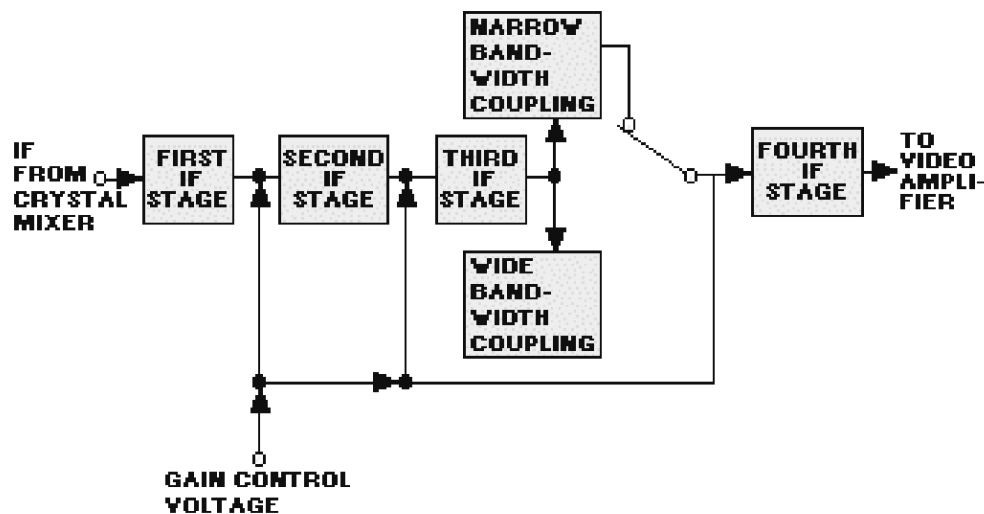 IF
FROM
CRYSTAL
MIXER
FIRST
IF
STAGE
SECOND
IF
STAGE
THIRD
IF
STAGE
NARROW
BAND-
WIDTH
COUPLING
WIDE
BAND-
WIDTH
COUPLING
FOURTH
IF
STAGE
TO
VIDEO
AMPLI-
FIER
GAIN CONTROL
VOLTAGE